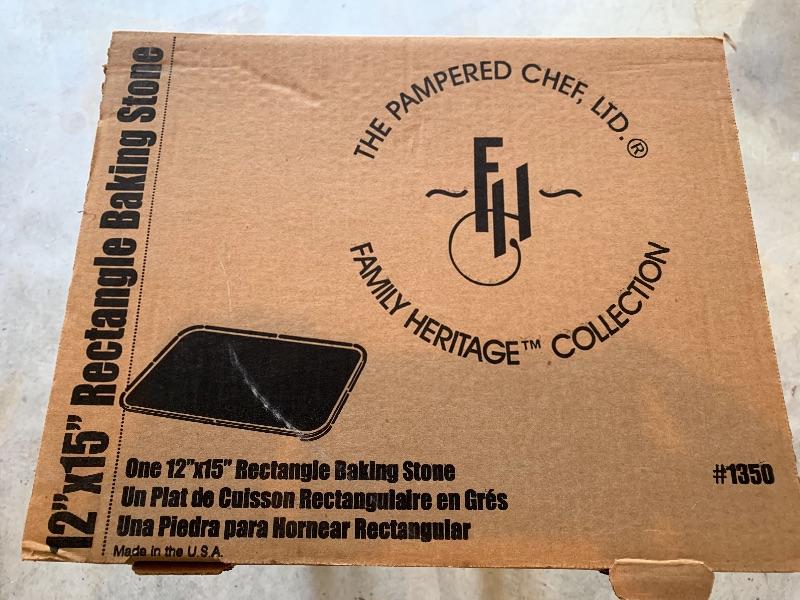 12"x15" Rectangle Baking Stone
THE PAMPERED CHEF, LTD.®
FH
FAMILY HERITAGE™ COLLECTION
One 12"x15" Rectangle Baking Stone
#1350
Un Plat de Cuisson Rectangulaire en Grés
Una Piedra para Hornear Rectangular
Made in the U.S.A.